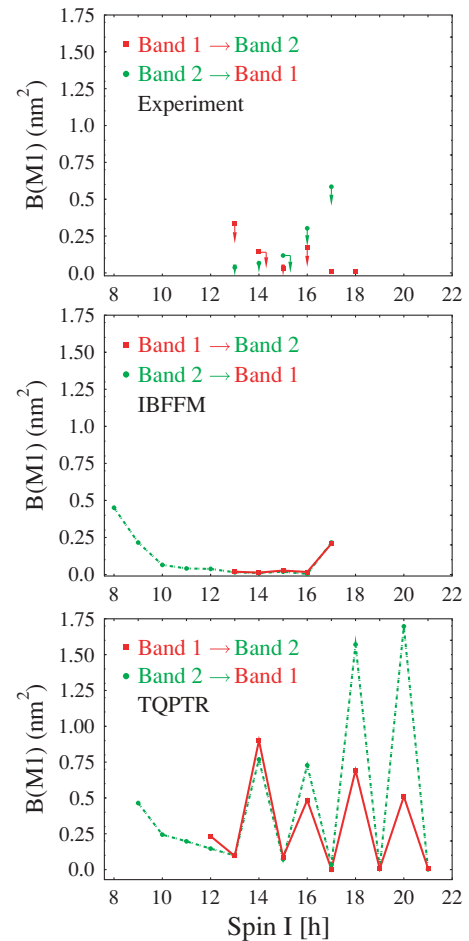 1.75
1.50
1.25
1.00
0.75
0.50
0.25
0.0
B(M1) (nm²)
Band 1 → Band 2
Band 2 → Band 1
Experiment
8 10 12 14 16 18 20 22
1.75
1.50
1.25
1.00
0.75
0.50
0.25
0.0
B(M1) (nm²)
Band 1 → Band 2
Band 2 → Band 1
IBFFM
8 10 12 14 16 18 20 22
1.75
1.50
1.25
1.00
0.75
0.50
0.25
0.0
B(M1) (nm²)
Band 1 → Band 2
Band 2 → Band 1
TQPTR
8 10 12 14 16 18 20 22
Spin I [h]